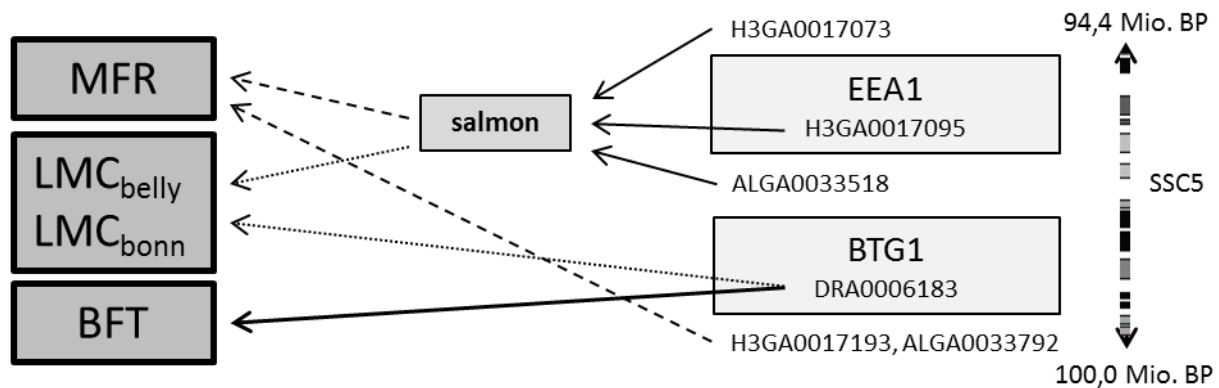 MFR
LMCbelly
LMCbonn
BFT
salmon
H3GA0017073
EEA1
H3GA0017095
ALGA0033518
BTG1
DRA0006183
H3GA0017193, ALGA0033792
94,4 Mio. BP
SSC5
100,0 Mio. BP